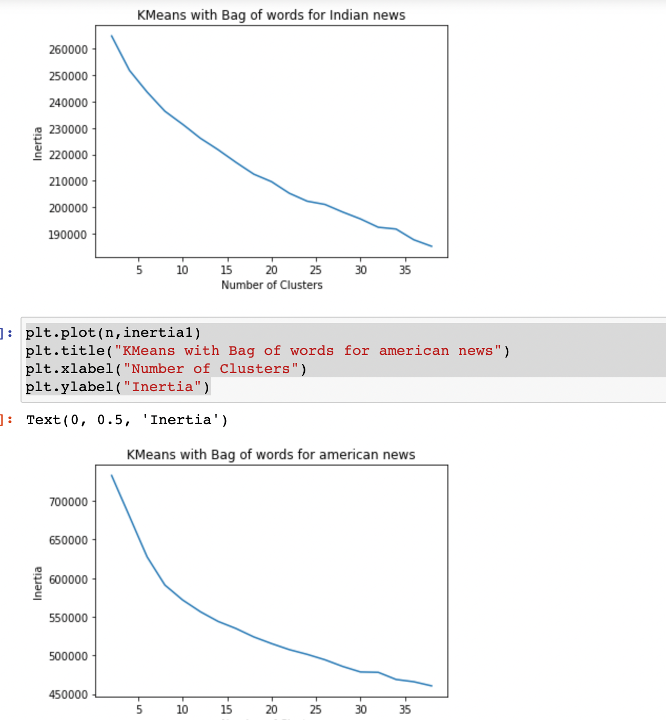 KMeans with Bag of words for Indian news
260000
250000
240000
230000
220000
210000
200000
190000
Inertia
5 10 15 20 25 30 35
Number of Clusters
]: plt.plot(n,inertia1)
plt.title("KMeans with Bag of words for american news")
plt.xlabel("Number of Clusters")
plt.ylabel("Inertia")
]: Text(0, 0.5, 'Inertia')
KMeans with Bag of words for american news
700000
650000
600000
550000
500000
450000
Inertia
5 10 15 20 25 30 35